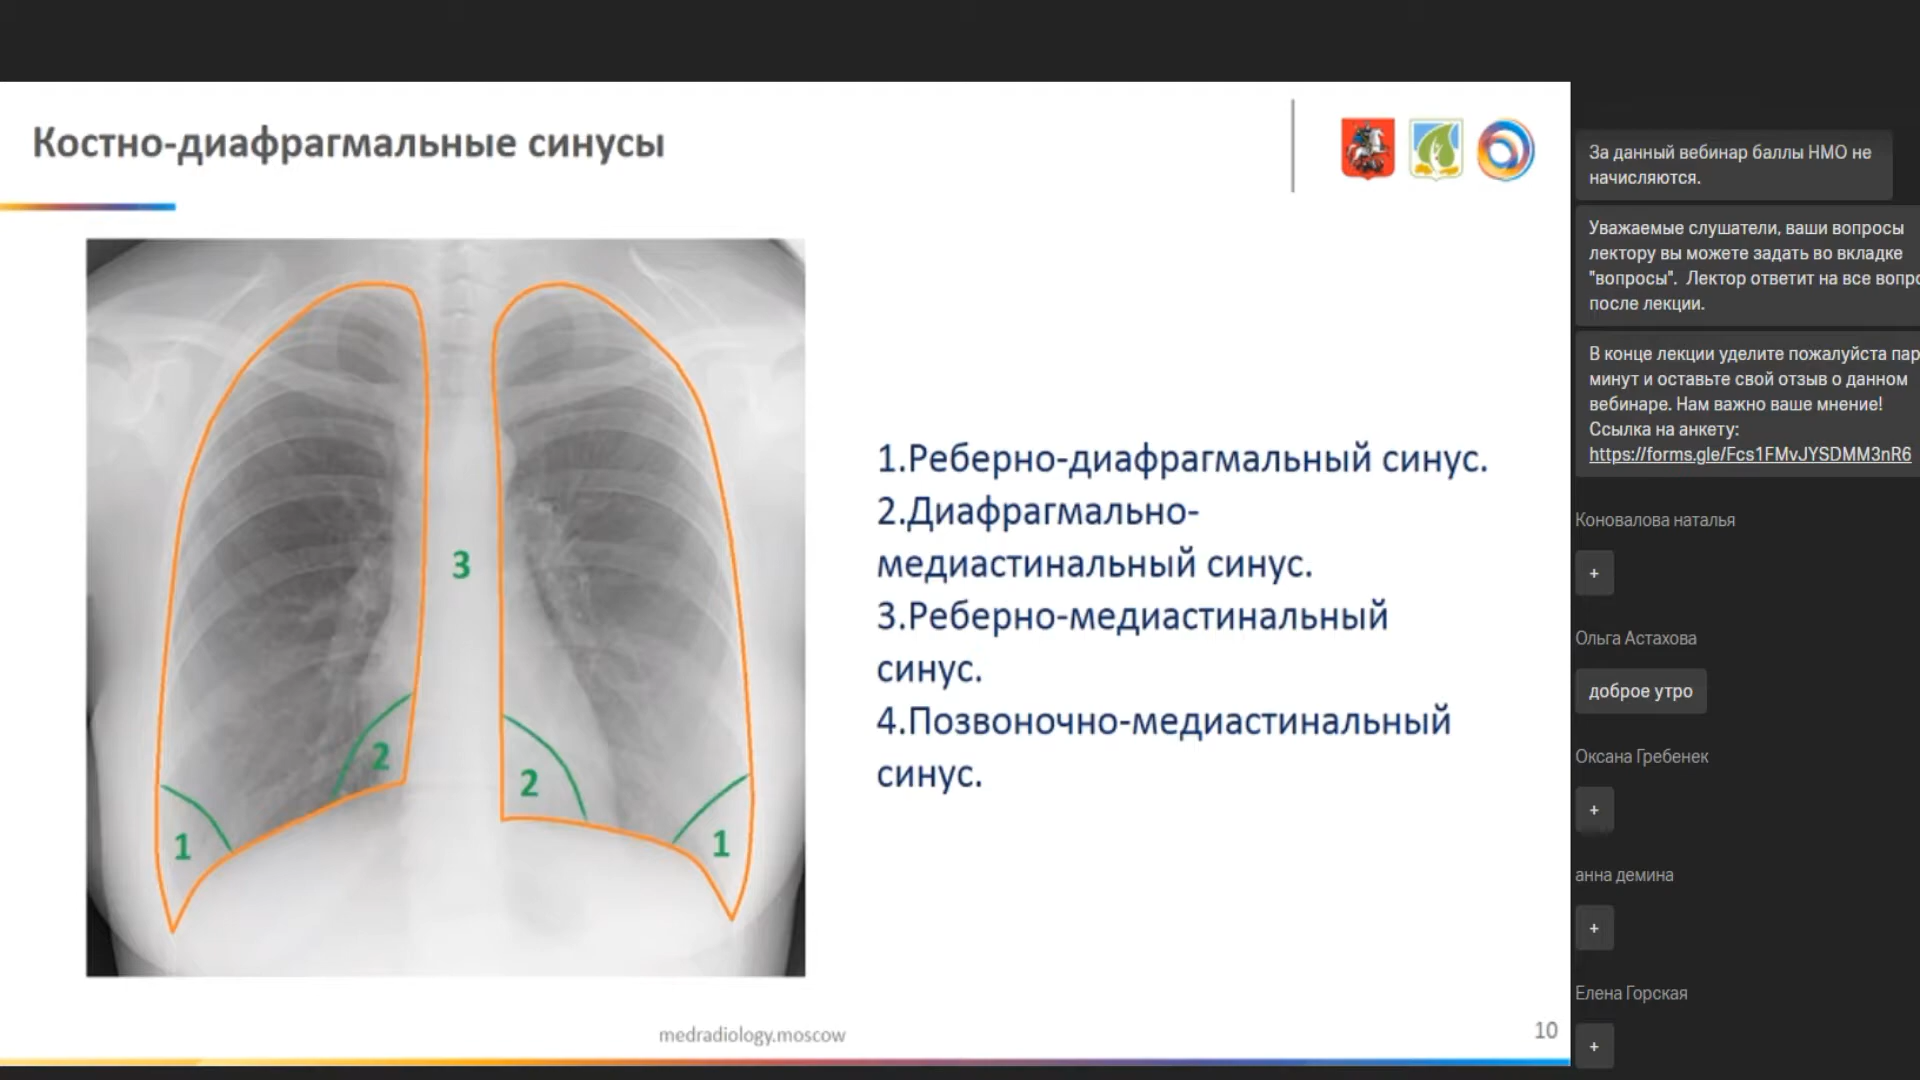 Костно-диафрагмальные синусы
3
2
2
1
1
1.Реберно-диафрагмальный синус.
2.Диафрагмально-
медиастинальный синус.
3.Реберно-медиастинальный
синус.
4.Позвоночно-медиастинальный
синус.
medradiology.moscow
10
За данный вебинар баллы НМО не
начисляются.
Уважаемые слушатели, ваши вопросы
лектору вы можете задать во вкладке
"вопросы".  Лектор ответит на все вопро
после лекции.
В конце лекции уделите пожалуйста пар
минут и оставьте свой отзыв о данном
вебинаре. Нам важно ваше мнение!
Ссылка на анкету:
https://forms.gle/Fcs1FMvJYSDMM3nR6
Коновалова наталья
+
Ольга Астахова
доброе утро
Оксана Гребенек
+
анна демина
+
Елена Горская
+